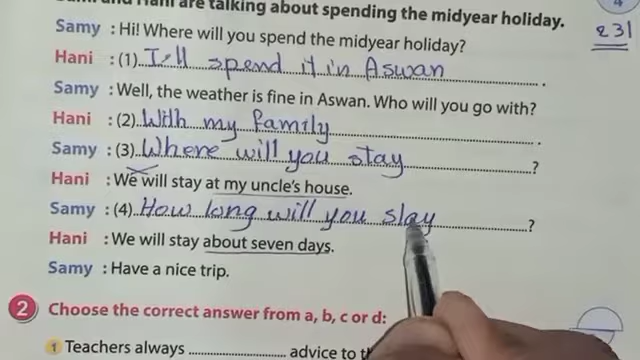 and Hani are talking about spending the midyear holiday.
4
231
Samy : Hi! Where will you spend the midyear holiday?
Hani : (1) I'll spend it in Aswan .
Samy : Well, the weather is fine in Aswan. Who will you go with?
Hani : (2) With my family .
Samy : (3) Where will you stay ?
Hani : We will stay at my uncle's house.
Samy : (4) How long will you stay ?
Hani : We will stay about seven days.
Samy : Have a nice trip.
2 Choose the correct answer from a, b, c or d:
1 Teachers always .................... advice to